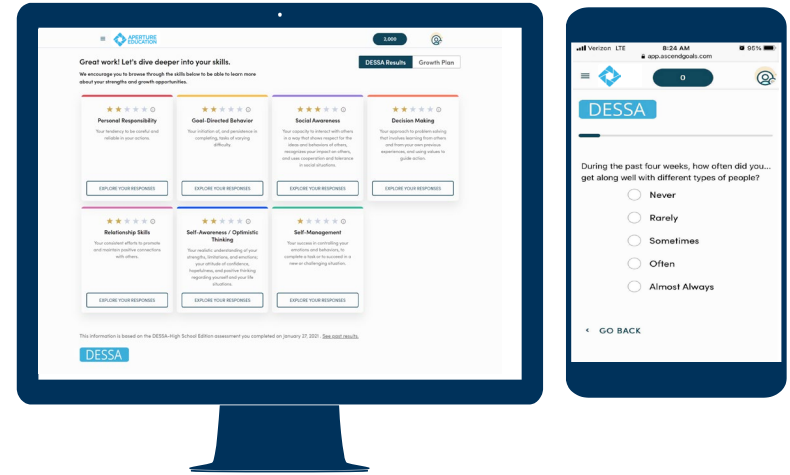 APERTURE
EDUCATION
2,000
Great work! Let's dive deeper into your skills.
We encourage you to browse through the skills below to be able to learn more
about your strengths and growth opportunities.
DESSA Results
Growth Plan
Personal Responsibility
Your tendency to be careful and
reliable in your actions.
EXPLORE YOUR RESPONSES
Goal-Directed Behavior
Your initiation of, and persistence in
completing, tasks of varying
difficulty.
EXPLORE YOUR RESPONSES
Social Awareness
Your capacity to interact with others
in a way that shows respect for the
ideas and behaviors of others,
recognizes your impact on others,
and uses cooperation and tolerance
in social situations.
EXPLORE YOUR RESPONSES
Decision Making
Your approach to problem solving
that involves learning from others
and from your own previous
experiences, and using values to
guide action.
EXPLORE YOUR RESPONSES
Relationship Skills
Your consistent efforts to promote
and maintain positive connections
with others.
EXPLORE YOUR RESPONSES
Self-Awareness / Optimistic
Thinking
Your realistic understanding of your
strengths, limitations, and emotions;
your attitude of confidence,
hopefulness, and positive thinking
regarding yourself and your life
situations.
EXPLORE YOUR RESPONSES
Self-Management
Your success in controlling your
emotions and behaviors, to
complete a task or to succeed in a
new or challenging situation.
EXPLORE YOUR RESPONSES
This information is based on the DESSA-High School Edition assessment you completed on January 27, 2021 . See past results.
DESSA
Verizon LTE 8:24 AM 95%
app.ascendgoals.com
0
DESSA
During the past four weeks, how often did you...
get along well with different types of people?
Never
Rarely
Sometimes
Often
Almost Always
< GO BACK